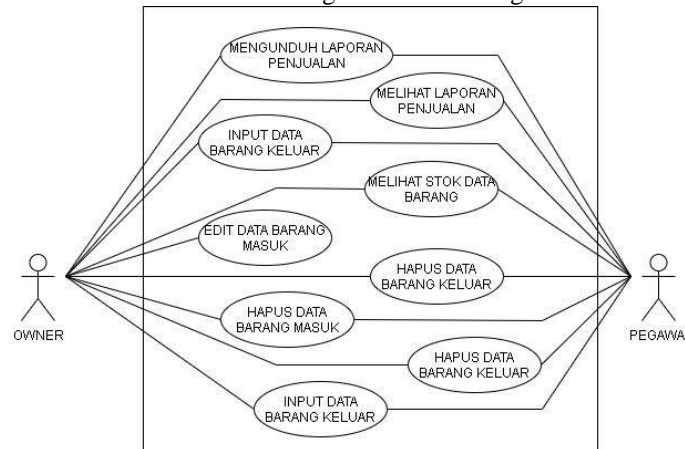 MENGUNDUH LAPORAN
PENJUALAN
MELIHAT LAPORAN
PENJUALAN
INPUT DATA
BARANG KELUAR
MELIHAT STOK DATA
BARANG
EDIT DATA BARANG
MASUK
HAPUS DATA
BARANG KELUAR
OWNER
PEGAWA
HAPUS DATA
BARANG MASUK
HAPUS DATA
BARANG KELUAR
INPUT DATA
BARANG KELUAR